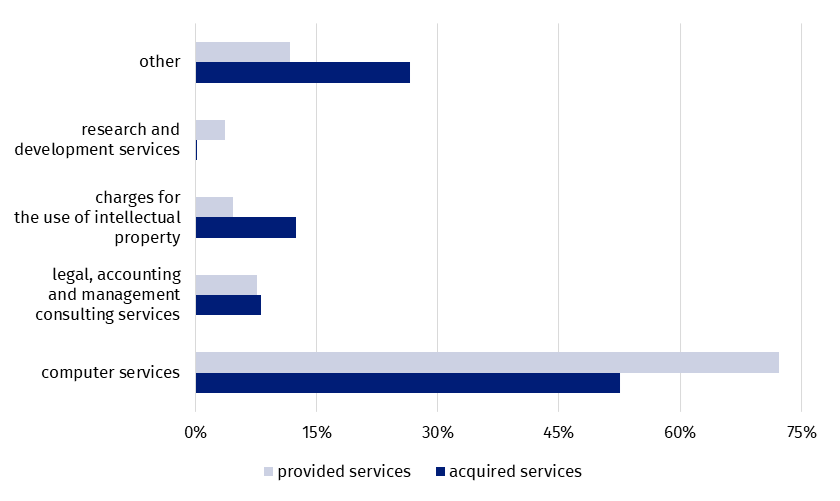 other
research and
development services
charges for
the use of intellectual
property
legal, accounting
and management
consulting services
computer services
0% 15% 30% 45% 60% 75%
provided services acquired services